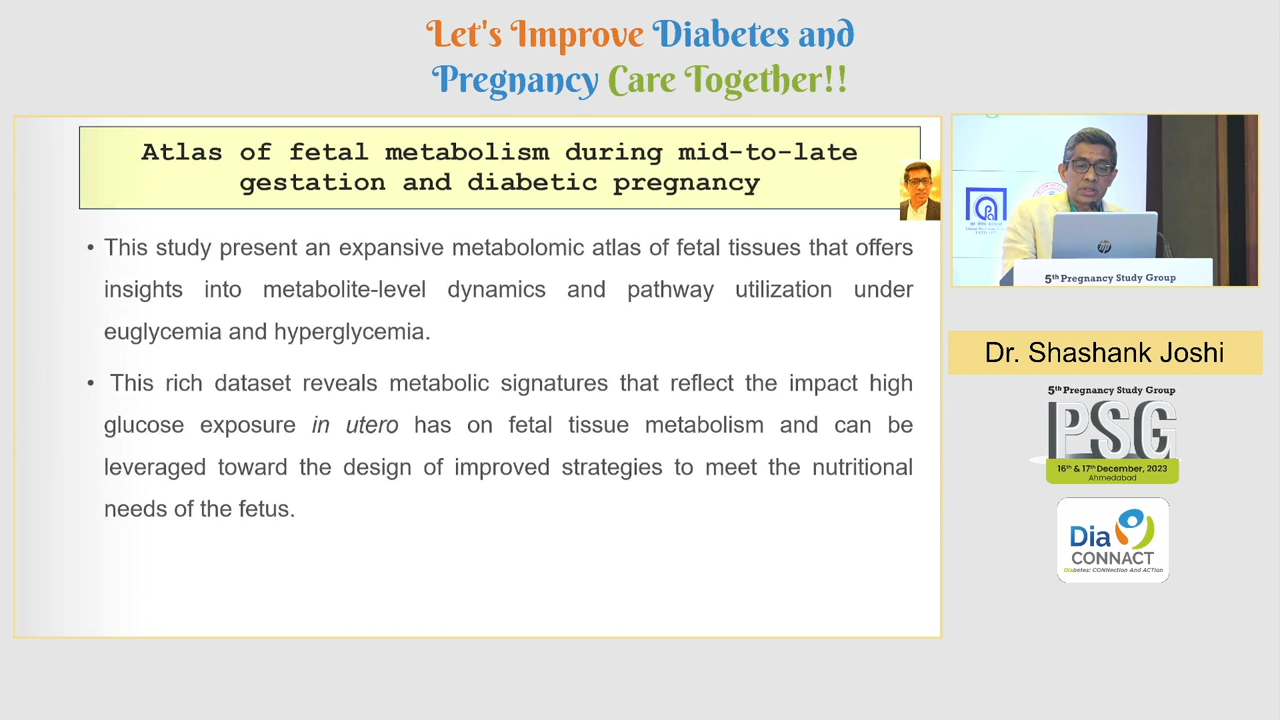 Let's Improve Diabetes and
Pregnancy Care Together!!
Atlas of fetal metabolism during mid-to-late
gestation and diabetic pregnancy
• This study present an expansive metabolomic atlas of fetal tissues that offers
insights into metabolite-level dynamics and pathway utilization under
euglycemia and hyperglycemia.
• This rich dataset reveals metabolic signatures that reflect the impact high
glucose exposure in utero has on fetal tissue metabolism and can be
leveraged toward the design of improved strategies to meet the nutritional
needs of the fetus.
hp
5th Pregnancy Study Group
Dr. Shashank Joshi
5th Pregnancy Study Group
PSG
16th & 17th December, 2023
Ahmedabad
Dia
CONNACT
Diabetes: CONNection And ACTion